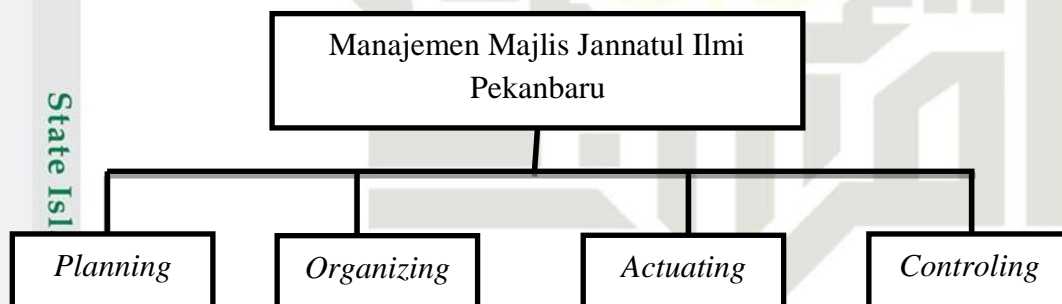 Manajemen Majlis Jannatul Ilmi
Pekanbaru
State Isl
Planning
Organizing
Actuating
Controling